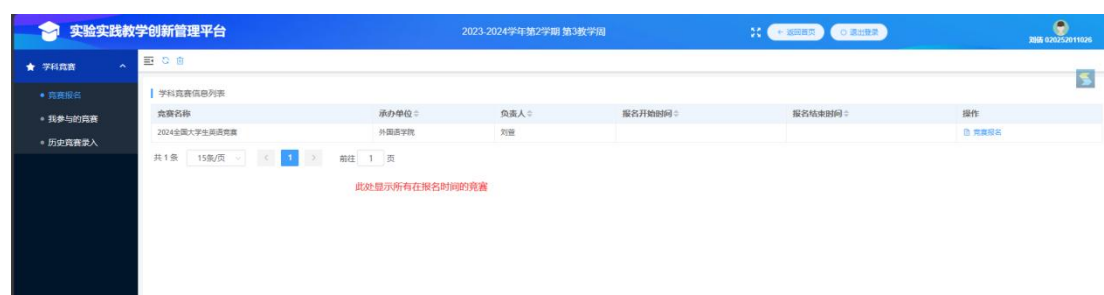 实验实践教学创新管理平台
2023-2024学年第2学期 第3教学周
返回首页
退出登录
020252011026
学科竞赛
竞赛报名
我参与的竞赛
历史竞赛录入
学科竞赛信息列表
竞赛名称 承办单位 负责人 报名开始时间 报名结束时间 操作
2024全国大学生英语竞赛 外国语学院 竞赛报名
共 1 条 15条/页 1 前往 1 页
此处显示所有在报名时间的竞赛